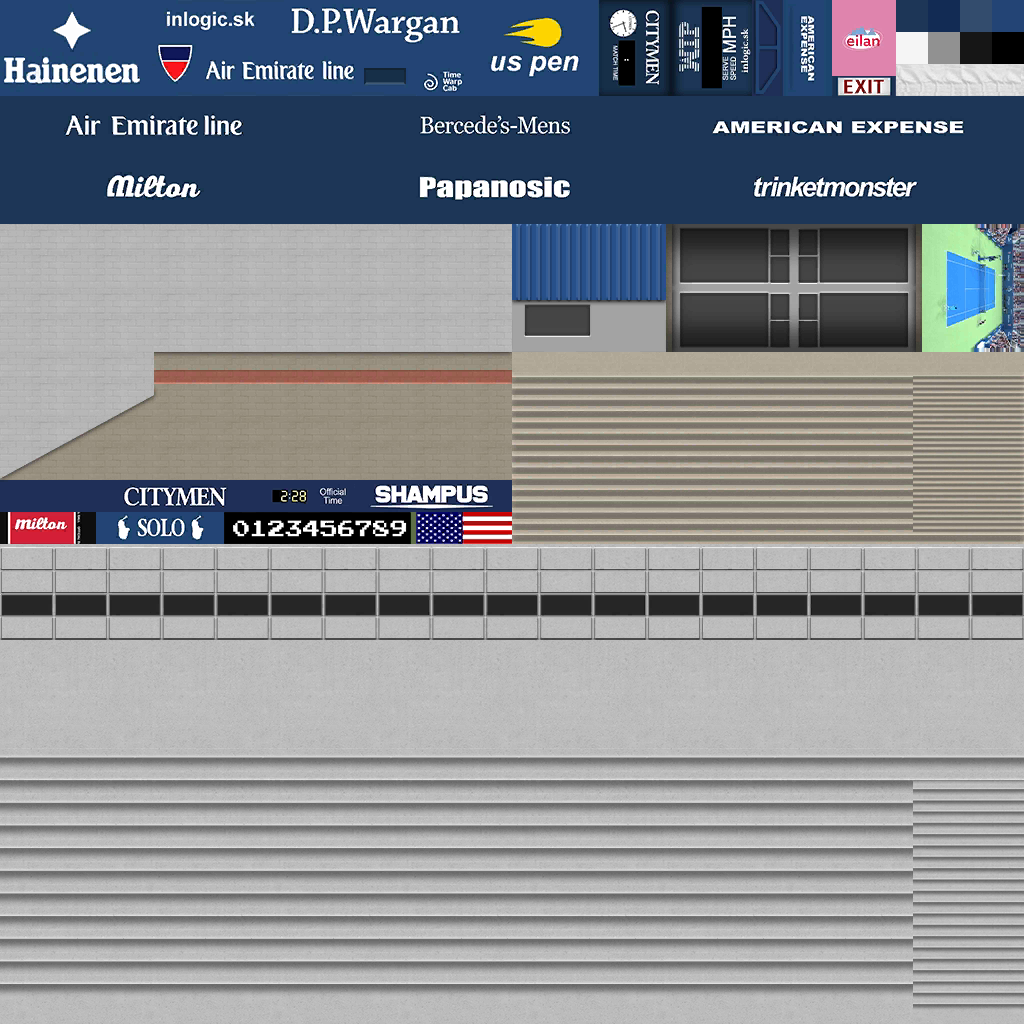 inlogic.sk
D.P.Wargan
Hainenen
Air Emirate line
Time
Warp
Cab
us pen
CITYMEN
MATCH TIME
SERVE
SPEED MPH
inlogic.sk
AMERICAN
EXPENSE
eilan
EXIT
Air Emirate line
Bercede's-Mens
AMERICAN EXPENSE
Milton
Papanosic
trinketmonster
CITYMEN
2:28
Official
Time
SHAMPUS
Milton
SOLO
0123456789